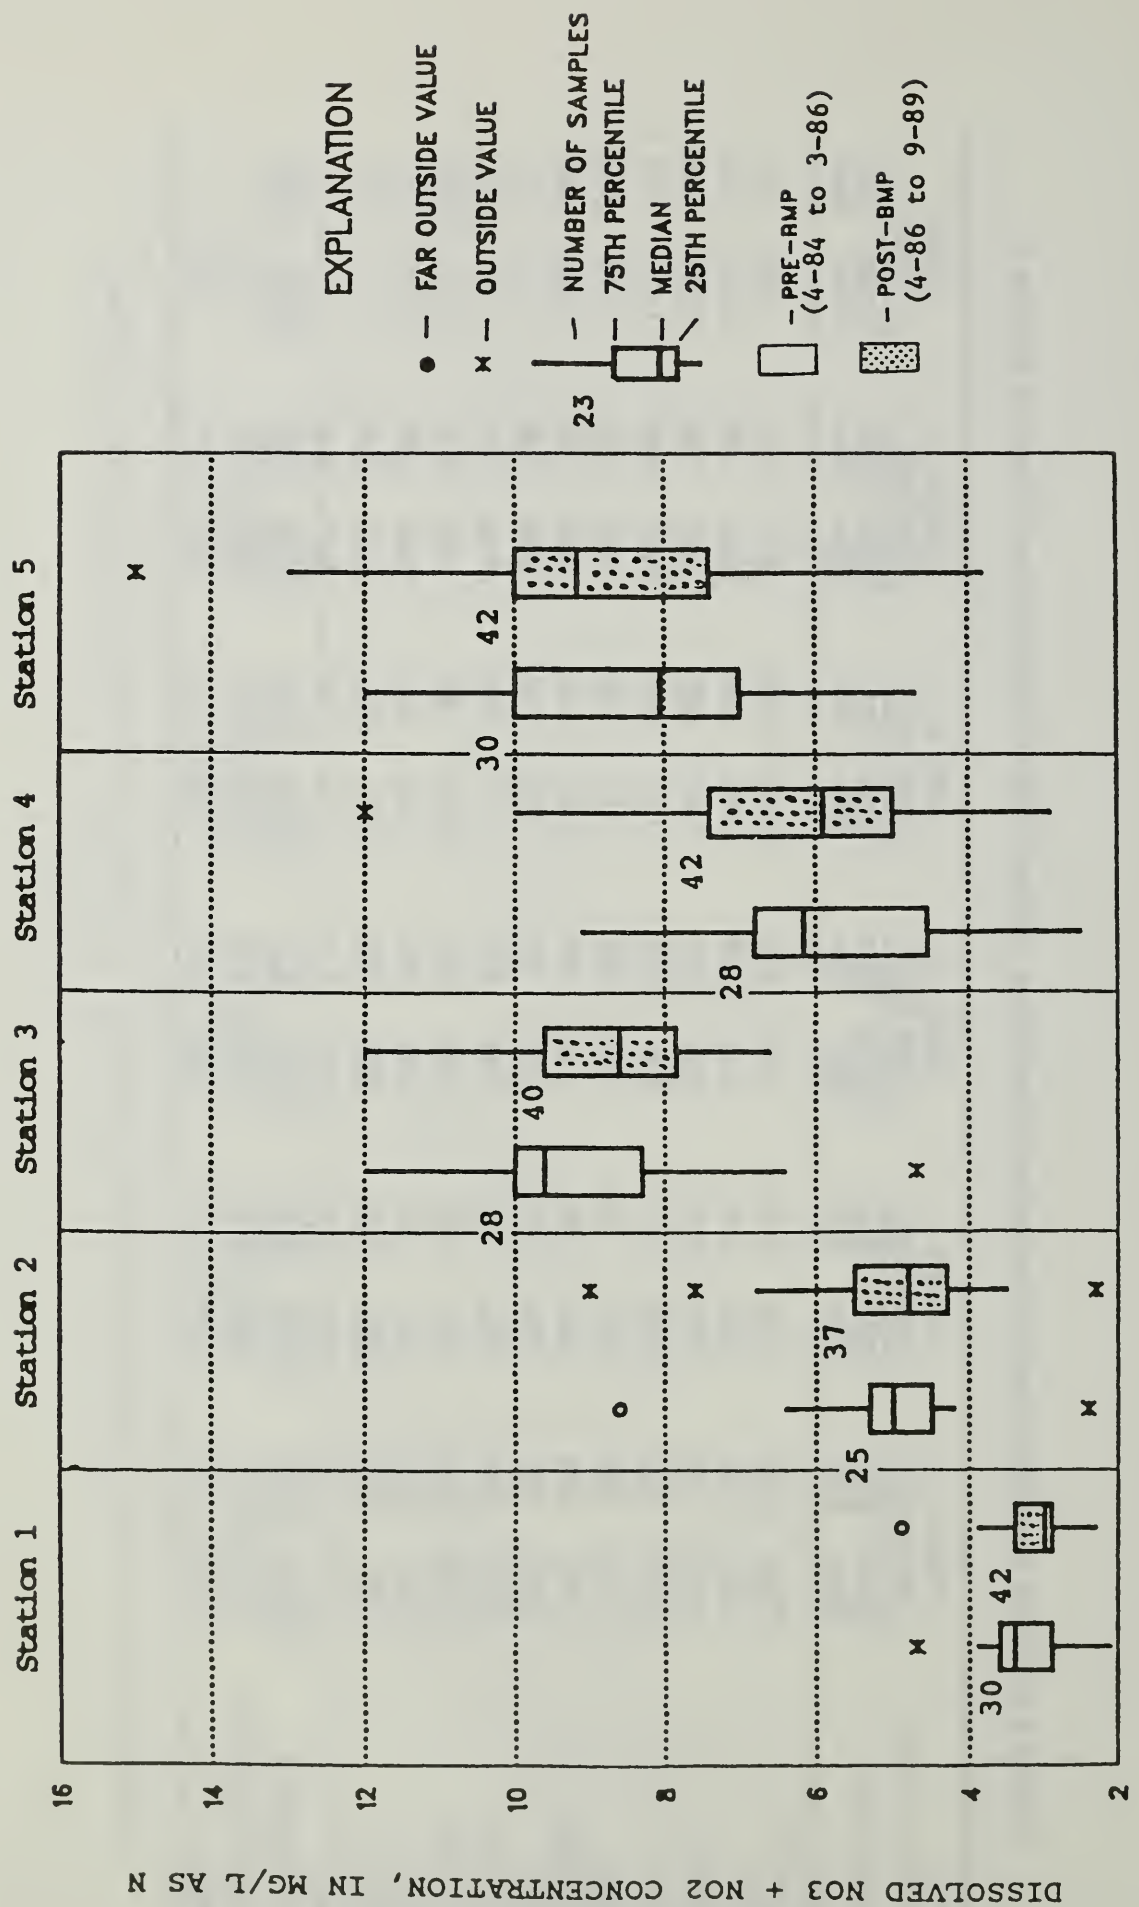 Station 1
Station 2
Station 3
Station 4
Station 5
DISSOLVED NO3 + NO2 CONCENTRATION, IN MG/L AS N
16
14
12
10
8
6
4
2
30
42
25
37
28
40
28
42
30
42
EXPLANATION
– FAR OUTSIDE VALUE
– OUTSIDE VALUE
23
– NUMBER OF SAMPLES
– 75TH PERCENTILE
– MEDIAN
25TH PERCENTILE
– PRE-BMP
(4-84 to 3-86)
– POST-BMP
(4-86 to 9-89)